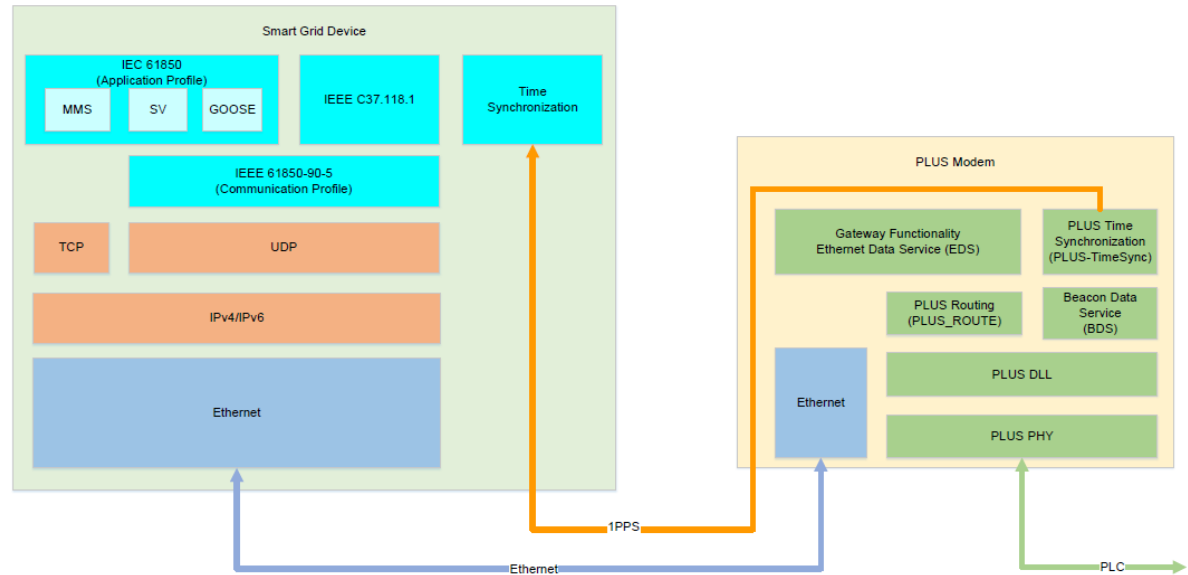 Smart Grid Device
IEC 61850
(Application Profile)
MMS
SV
GOOSE
IEEE C37.118.1
Time
Synchronization
IEEE 61850-90-5
(Communication Profile)
TCP
UDP
IPv4/IPv6
Ethernet
PLUS Modem
Gateway Functionality
Ethernet Data Service (EDS)
PLUS Time
Synchronization
(PLUS-TimeSync)
PLUS Routing
(PLUS_ROUTE)
Beacon Data
Service
(BDS)
Ethernet
PLUS DLL
PLUS PHY
1PPS
Ethernet
PLC